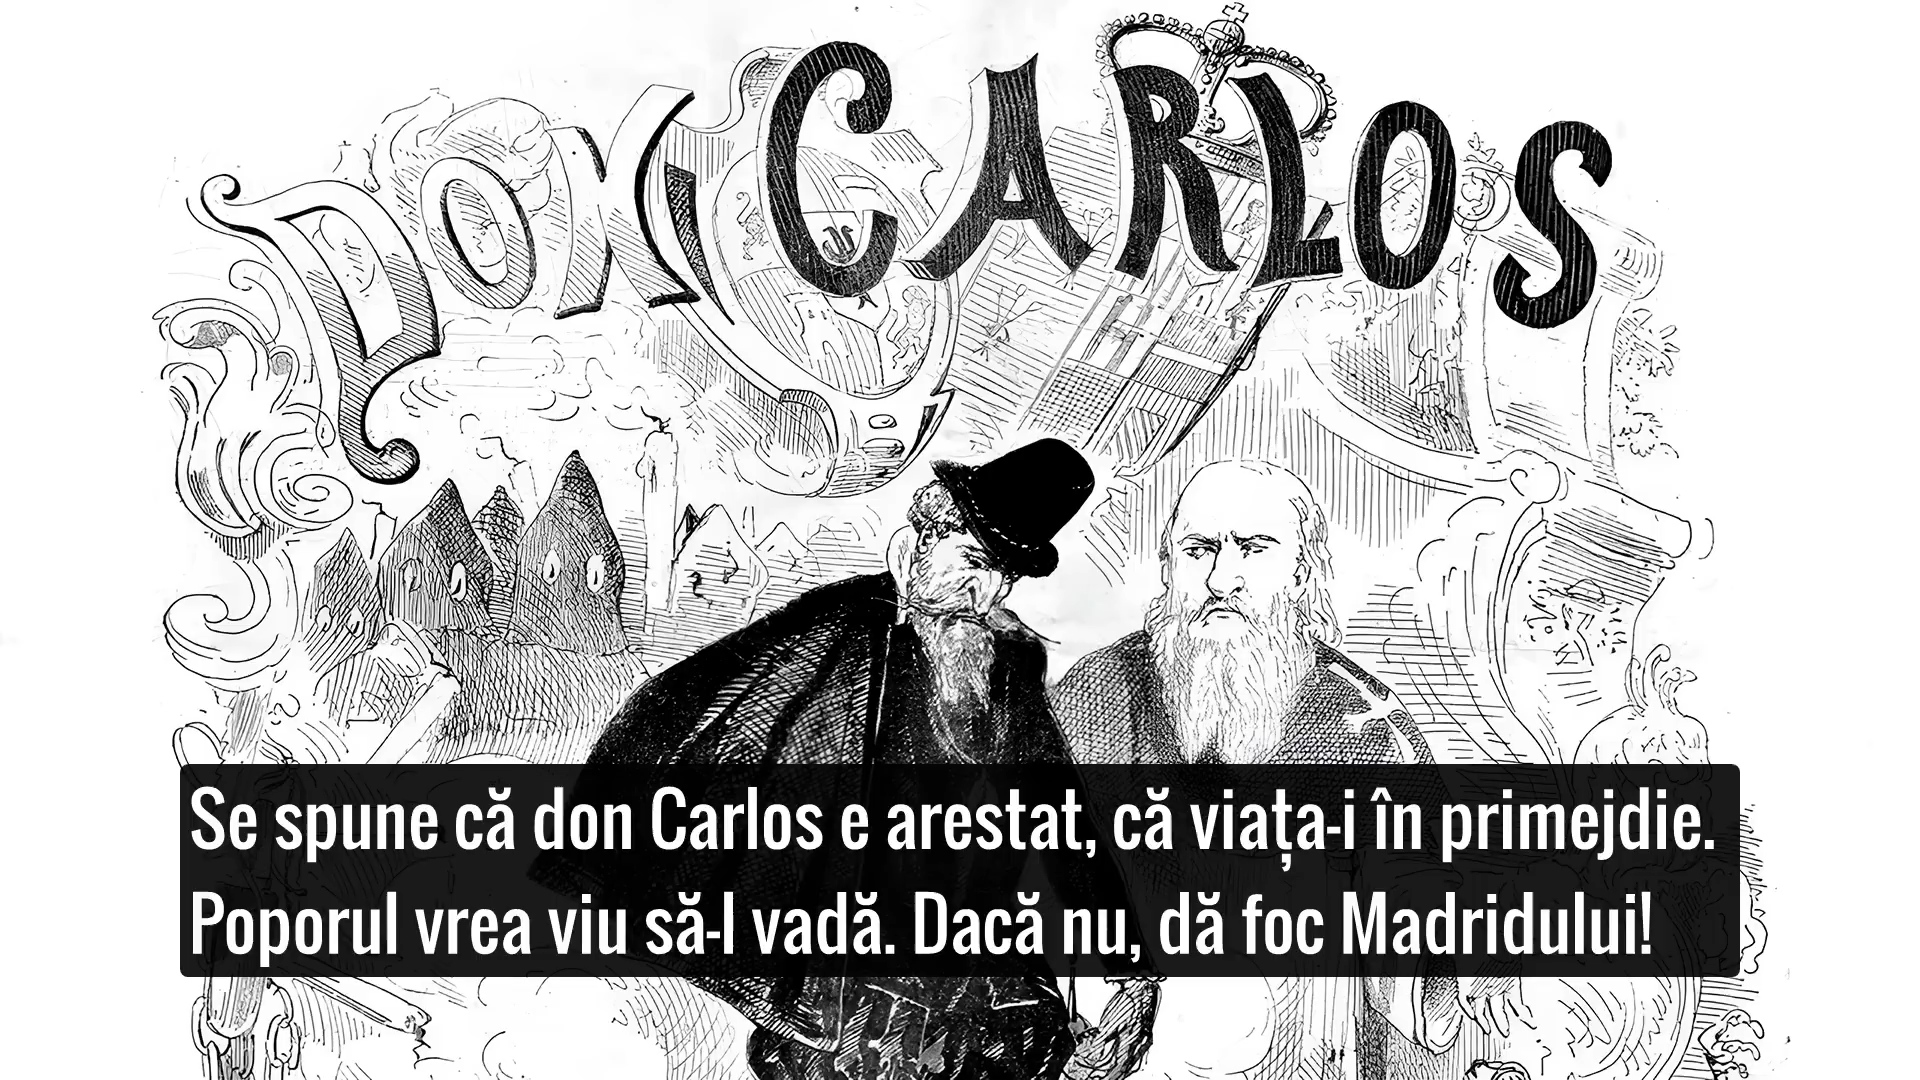 DON CARLOS
Se spune că don Carlos e arestat, că viața-i în primejdie.
Poporul vrea viu să-l vadă. Dacă nu, dă foc Madridului!